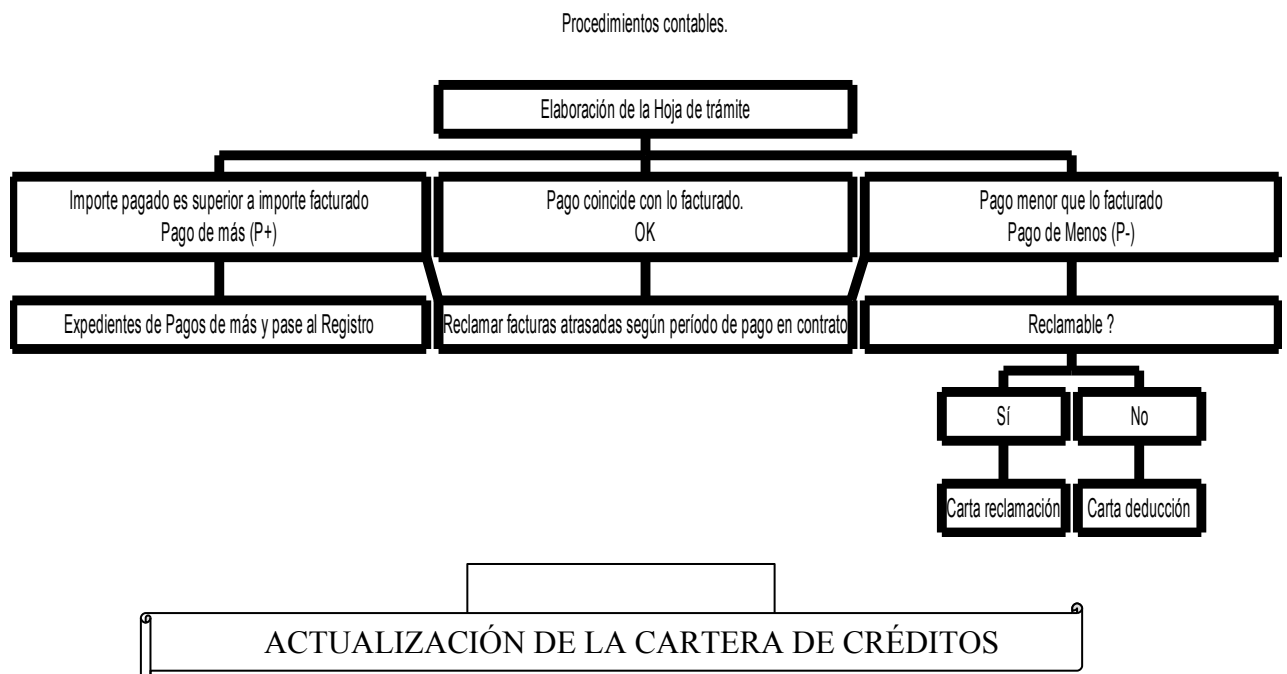 Procedimientos contables.
Elaboración de la Hoja de trámite
Importe pagado es superior a importe facturado
Pago de más (P+)
Pago coincide con lo facturado.
OK
Pago menor que lo facturado
Pago de Menos (P-)
Expedientes de Pagos de más y pase al Registro
Reclamar facturas atrasadas según período de pago en contrato
Reclamable ?
Sí
No
Carta reclamación
Carta deducción
ACTUALIZACIÓN DE LA CARTERA DE CRÉDITOS